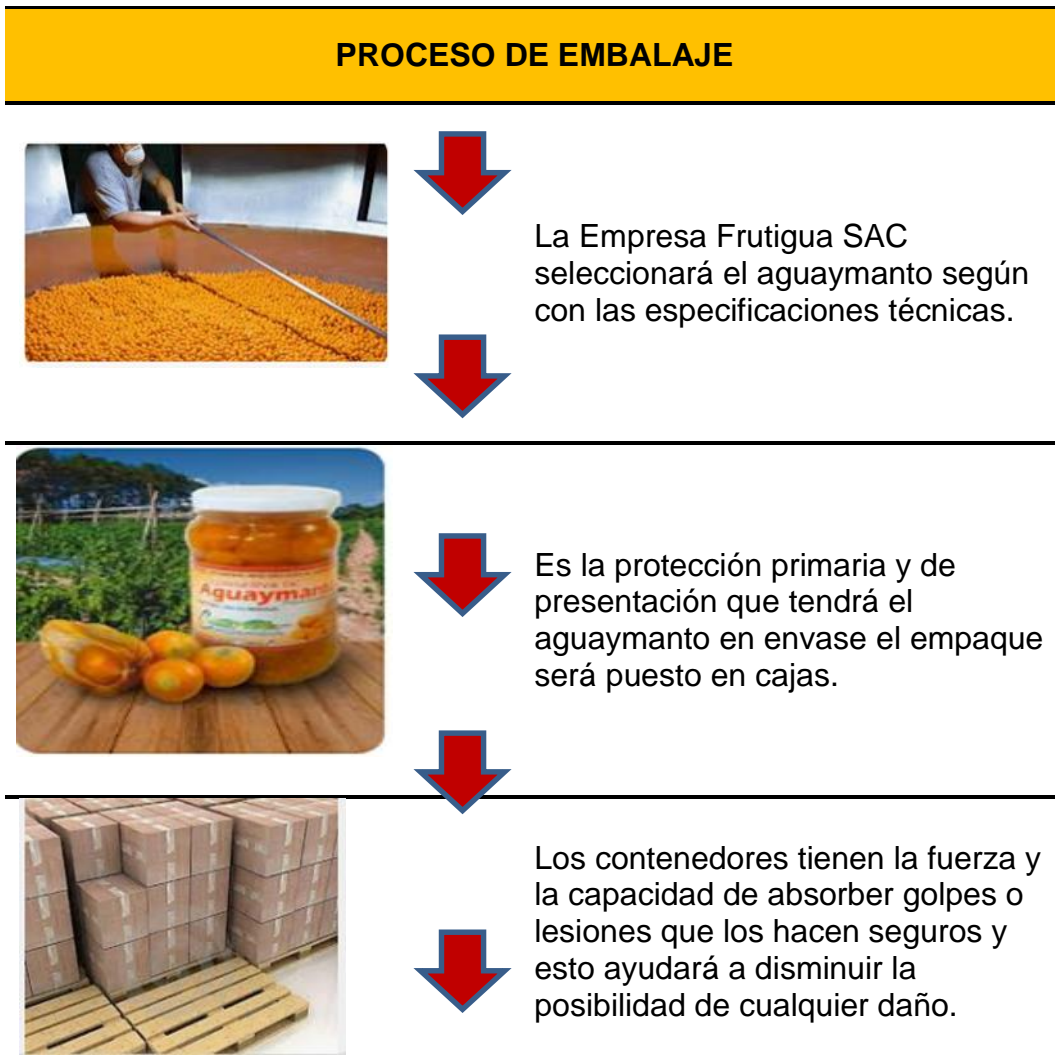 PROCESO DE EMBALAJE
La Empresa Frutigua SAC
seleccionará el aguaymanto según
con las especificaciones técnicas.
Aguayman
Es la protección primaria y de
presentación que tendrá el
aguaymanto en envase el empaque
será puesto en cajas.
Los contenedores tienen la fuerza y
la capacidad de absorber golpes o
lesiones que los hacen seguros y
esto ayudará a disminuir la
posibilidad de cualquier daño.